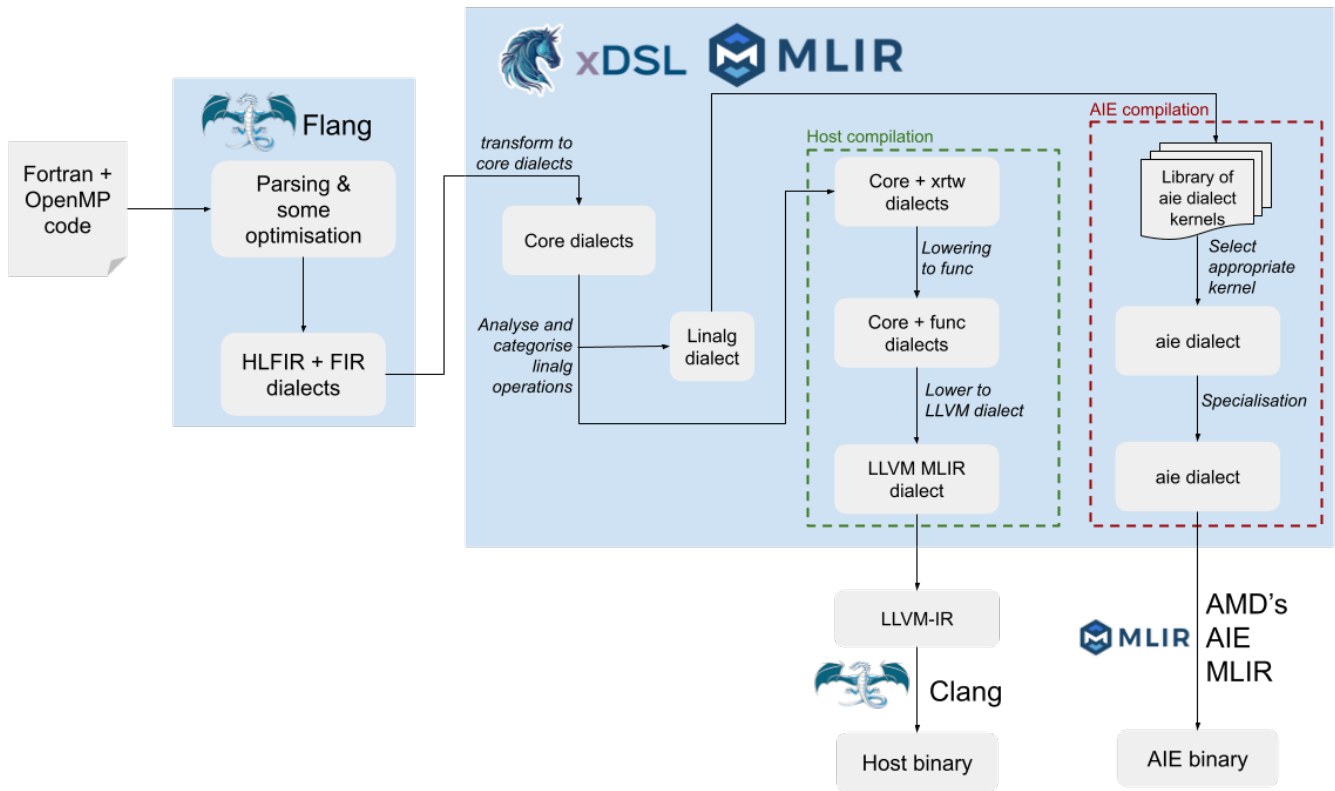 xDSL MLIR
Flang
Fortran +
OpenMP
code
Parsing &
some
optimisation
HLFIR + FIR
dialects
transform to
core dialects
Core dialects
Analyse and
categorise
linalg
operations
Linalg
dialect
Host compilation
Core + xrtw
dialects
Lowering
to func
Core + func
dialects
Lower to
LLVM dialect
LLVM MLIR
dialect
LLVM-IR
Clang
Host binary
AIE compilation
Library of
aie dialect
kernels
Select
appropriate
kernel
aie dialect
Specialisation
aie dialect
MLIR
AMD's
AIE
MLIR
AIE binary